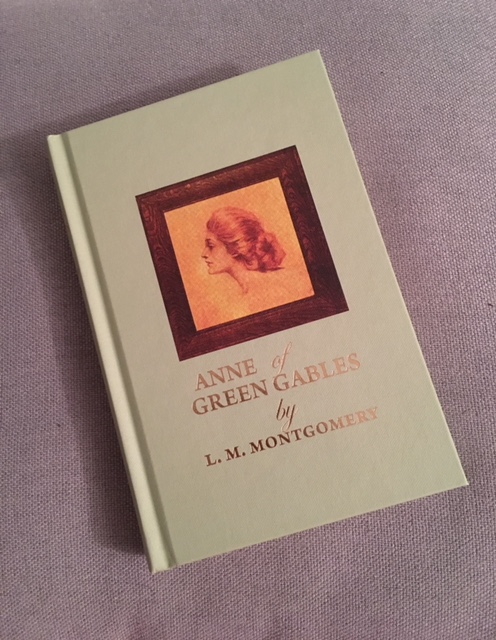 ANNE of
GREEN GABLES
by
L. M. MONTGOMERY